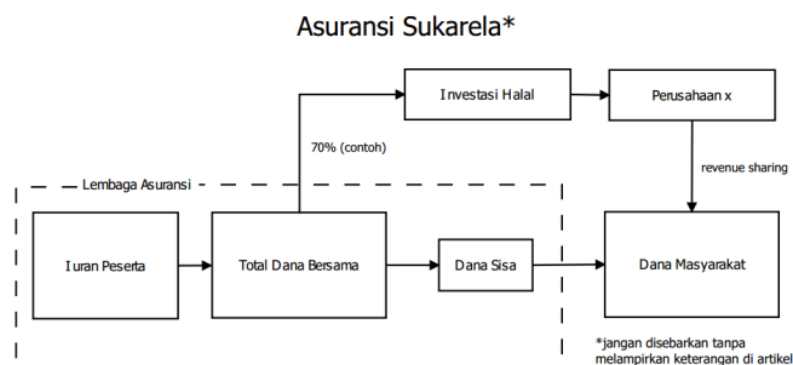 Asuransi Sukarela*
Investasi Halal
Perusahaan x
70% (contoh)
revenue sharing
Lembaga Asuransi
Iuran Peserta
Total Dana Bersama
Dana Sisa
Dana Masyarakat
*jangan disebarkan tanpa
melampirkan keterangan di artikel